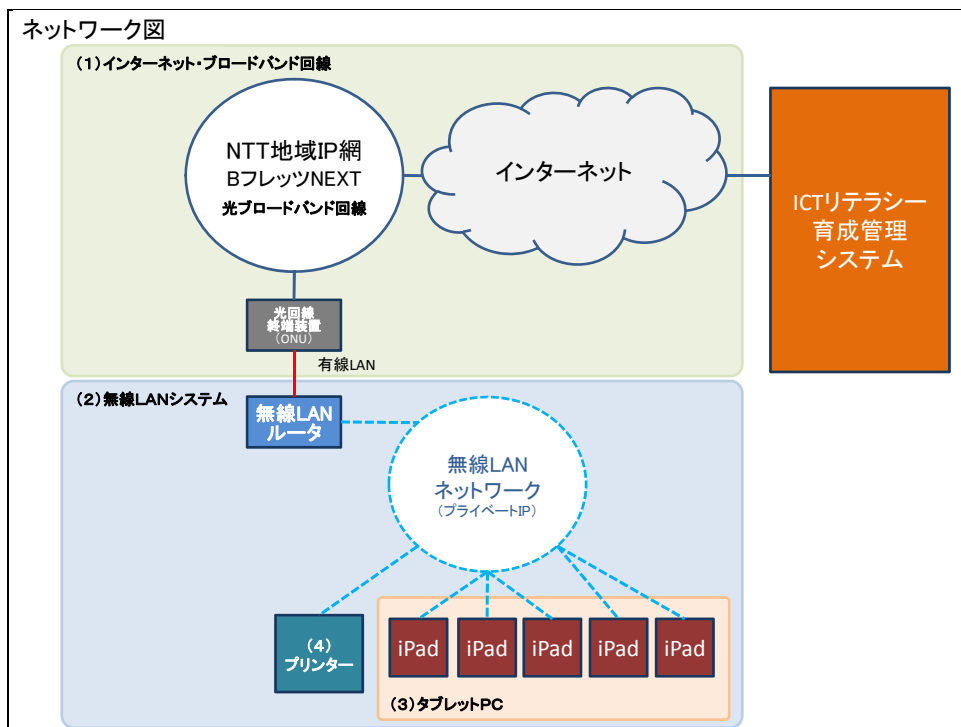 ネットワーク図
(1)インターネット・ブロードバンド回線
NTT地域IP網
BフレッツNEXT
光ブロードバンド回線
インターネット
ICTリテラシー
育成管理
システム
光回線
終端装置
(ONU)
有線LAN
(2)無線LANシステム
無線LAN
ルータ
無線LAN
ネットワーク
(プライベートIP)
(4)
プリンター
iPad
iPad
iPad
iPad
iPad
(3)タブレットPC